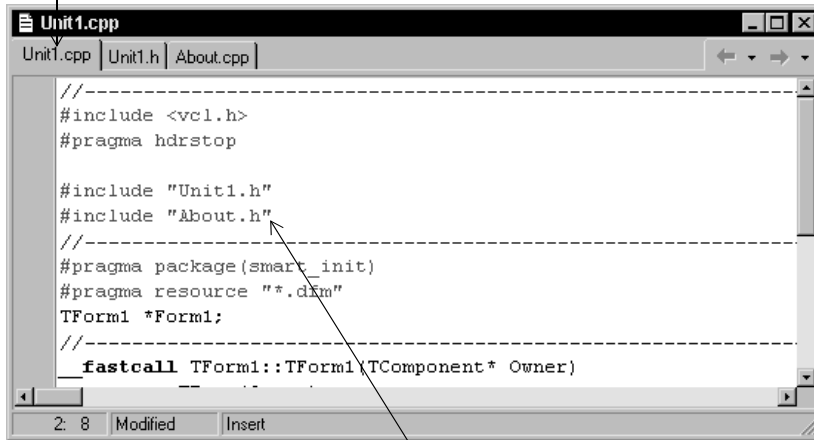 Unit1.cpp
Unit1.cpp Unit1.h About.cpp
//----------------------------------------------------------------------
#include <vcl.h>
#pragma hdrstop
#include "Unit1.h"
#include "About.h"
//----------------------------------------------------------------------
#pragma package(smart_init)
#pragma resource "*.dfm"
TForm1 *Form1;
//----------------------------------------------------------------------
__fastcall TForm1::TForm1(TComponent* Owner)
2: 8 Modified Insert